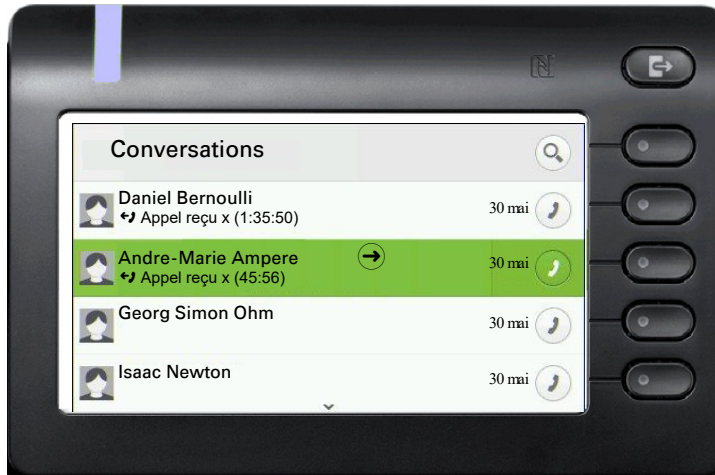 Conversations
Daniel Bernoulli
Appel reçu x (1:35:50)
30 mai
Andre-Marie Ampere
Appel reçu x (45:56)
30 mai
Georg Simon Ohm
30 mai
Isaac Newton
30 mai